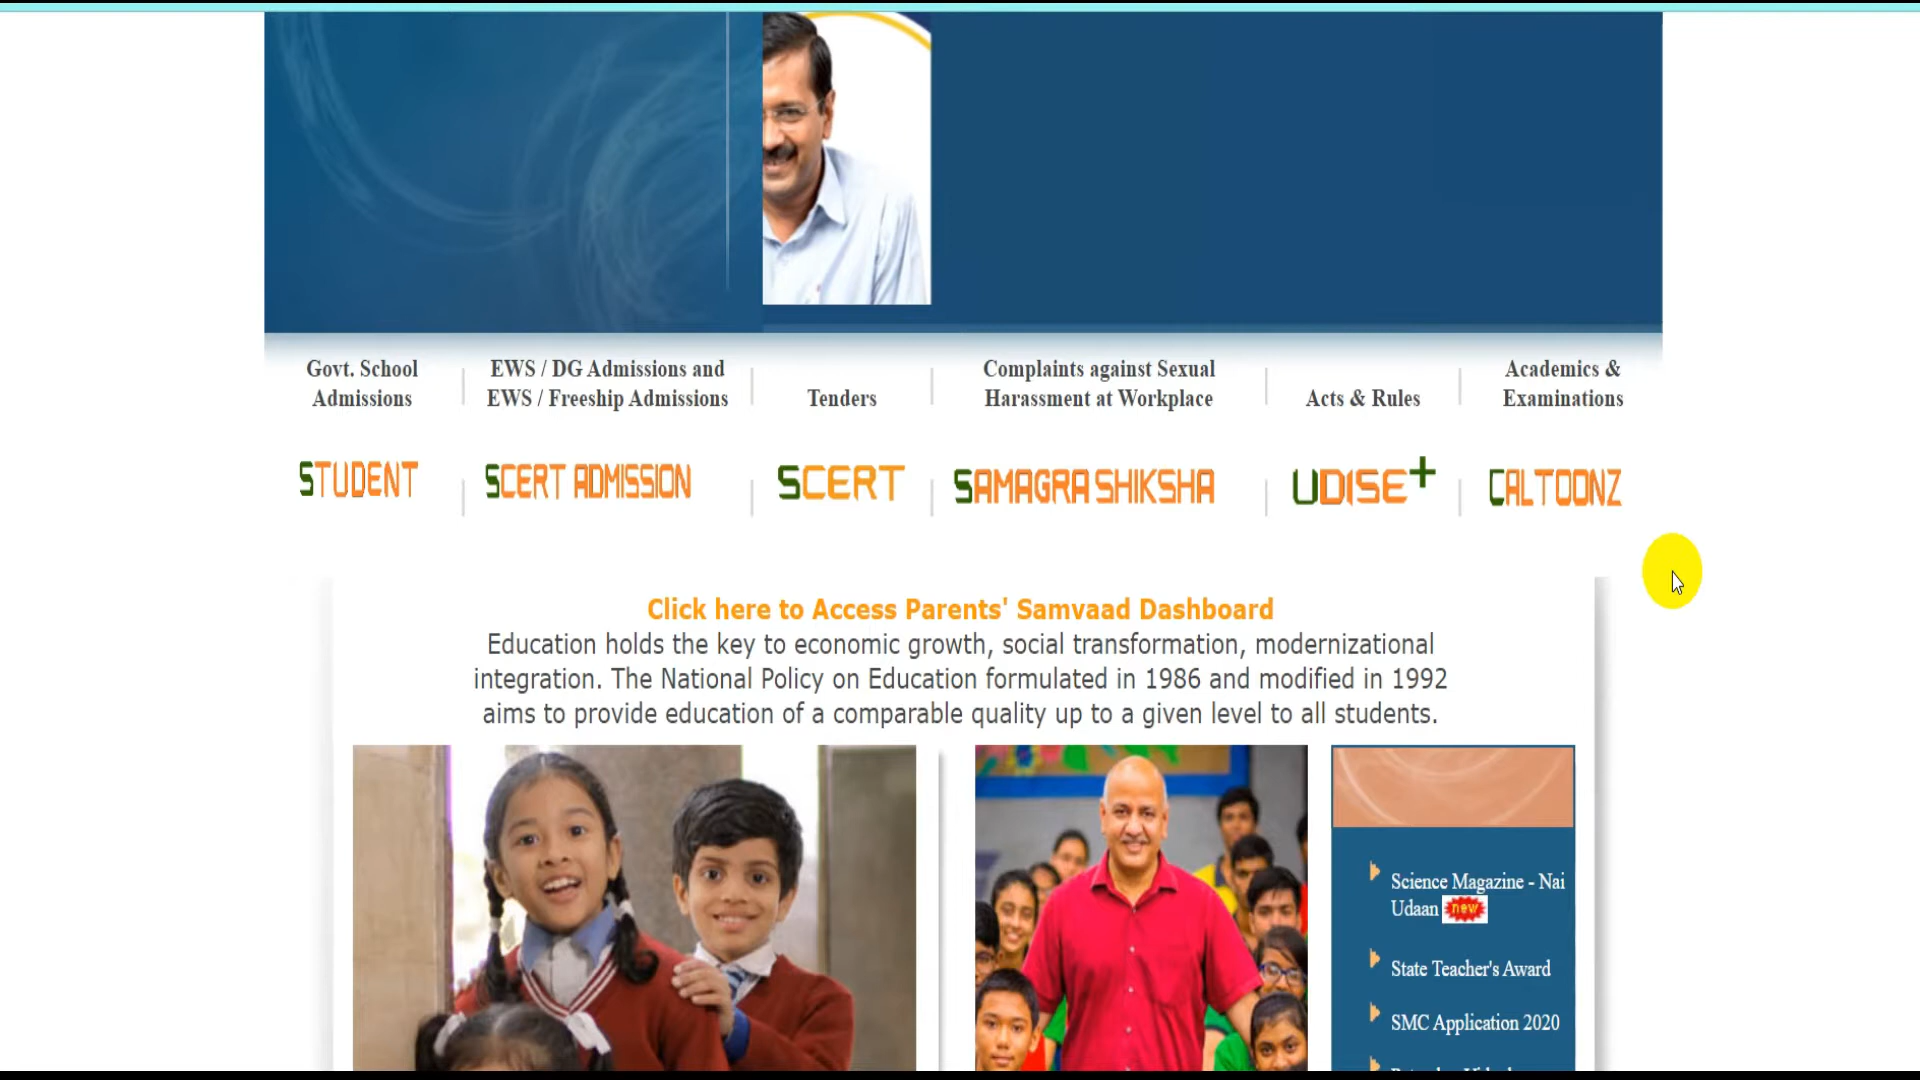 Govt. School
Admissions
EWS / DG Admissions and
EWS / Freeship Admissions
Tenders
Complaints against Sexual
Harassment at Workplace
Acts & Rules
Academics &
Examinations
STUDENT
SCERT ADMISSION
SCERT
SAMAGRA SHIKSHA
UDISE+
CALTOONZ
Click here to Access Parents' Samvaad Dashboard
Education holds the key to economic growth, social transformation, modernizational
integration. The National Policy on Education formulated in 1986 and modified in 1992
aims to provide education of a comparable quality up to a given level to all students.
Science Magazine - Nai
Udaan new
State Teacher's Award
SMC Application 2020